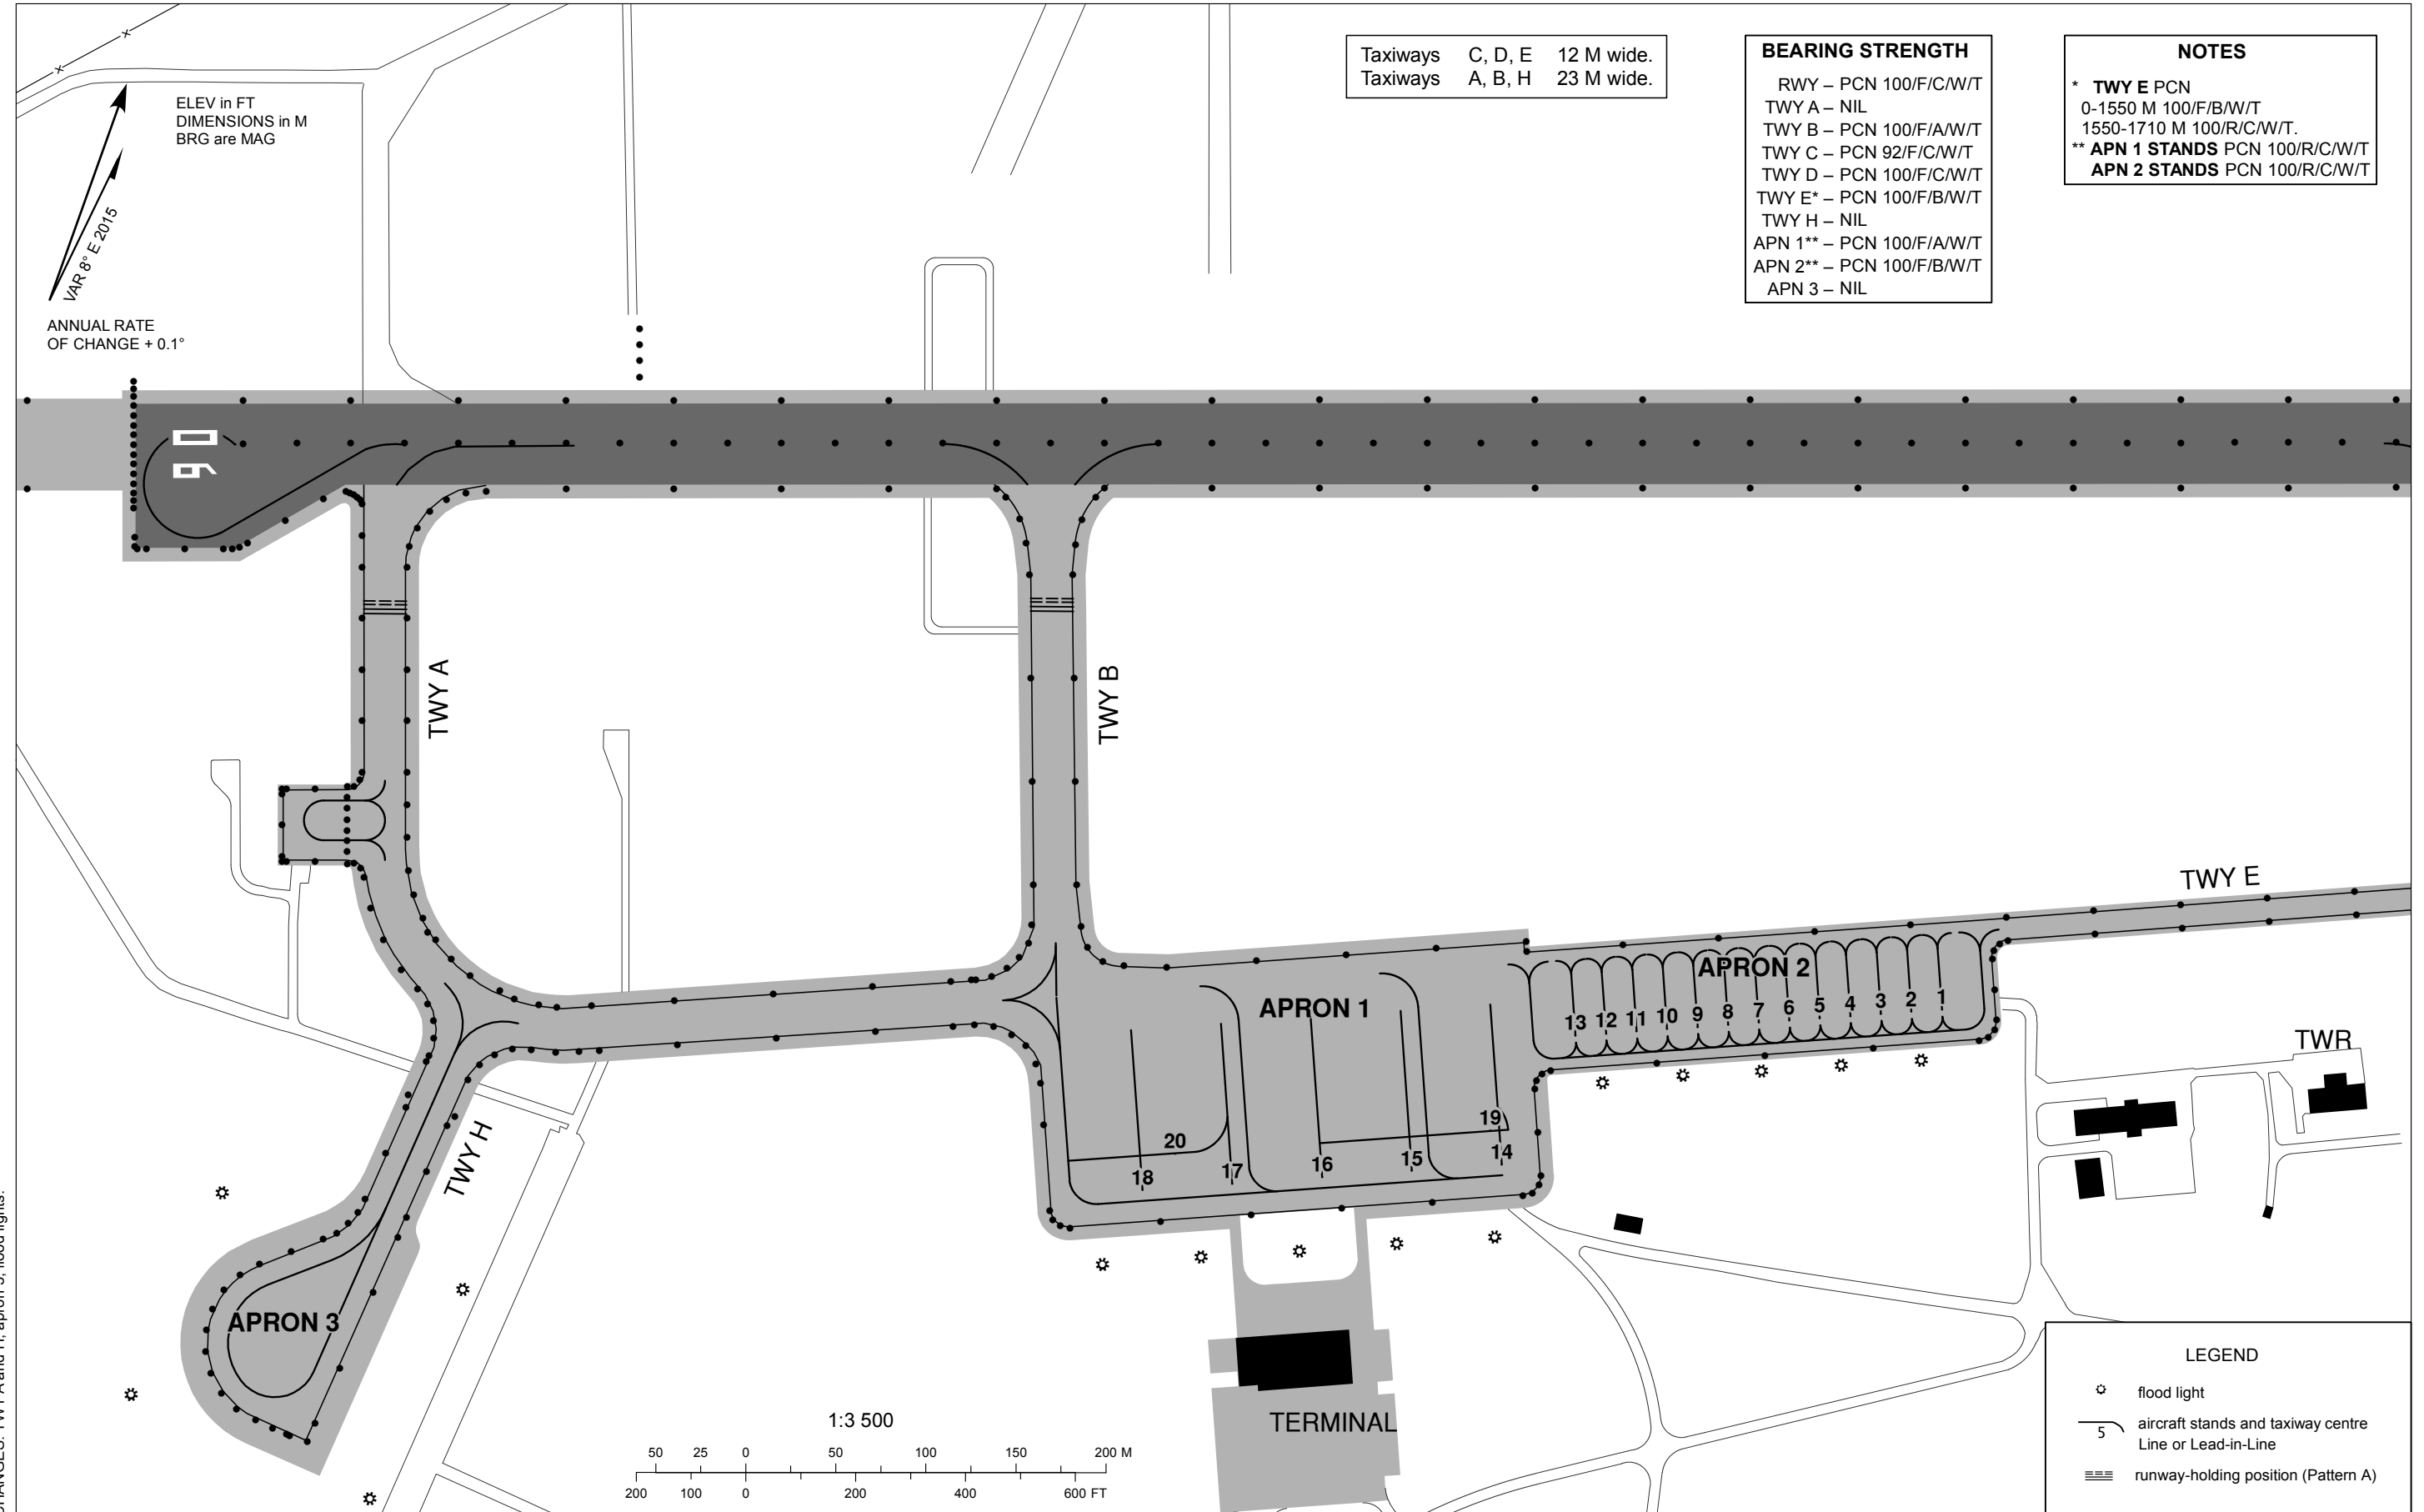 Taxiways C, D, E 12 M wide.
Taxiways A, B, H 23 M wide.
BEARING STRENGTH
RWY – PCN 100/F/C/W/T
TWY A – NIL
TWY B – PCN 100/F/A/W/T
TWY C – PCN 92/F/C/W/T
TWY D – PCN 100/F/C/W/T
TWY E* – PCN 100/F/B/W/T
TWY H – NIL
APN 1** – PCN 100/F/A/W/T
APN 2** – PCN 100/F/B/W/T
APN 3 – NIL
NOTES
* TWY E PCN
0-1550 M 100/F/B/W/T
1550-1710 M 100/R/C/W/T.
** APN 1 STANDS PCN 100/R/C/W/T
APN 2 STANDS PCN 100/R/C/W/T
ELEV in FT
DIMENSIONS in M
BRG are MAG
VAR 8° E 2015
ANNUAL RATE
OF CHANGE + 0.1°
09
TWY A
TWY B
TWY E
APRON 2
13 12 11 10 9 8 7 6 5 4 3 2 1
APRON 1
TWR
19
20
18 17 16 15 14
TWY H
APRON 3
TERMINAL
1:3 500
50 25 0 50 100 150 200 M
200 100 0 200 400 600 FT
LEGEND
flood light
aircraft stands and taxiway centre
5
Line or Lead-in-Line
runway-holding position (Pattern A)